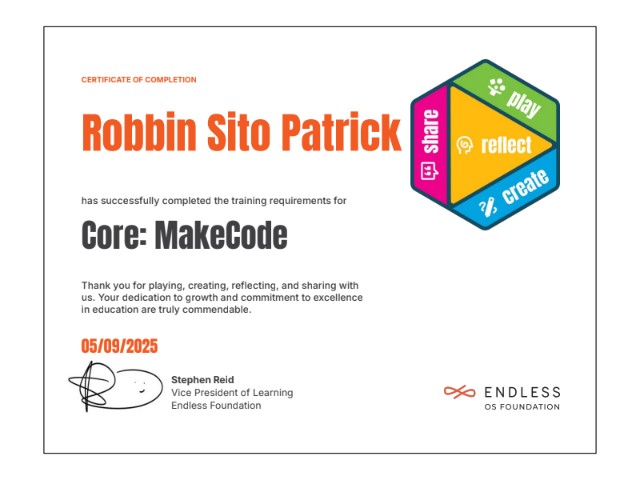 CERTIFICATE OF COMPLETION
Robbin Sito Patrick
share
play
reflect
create
has successfully completed the training requirements for
Core: MakeCode
Thank you for playing, creating, reflecting, and sharing with
us. Your dedication to growth and commitment to excellence
in education are truly commendable.
05/09/2025
Stephen Reid
Vice President of Learning
Endless Foundation
ENDLESS
OS FOUNDATION